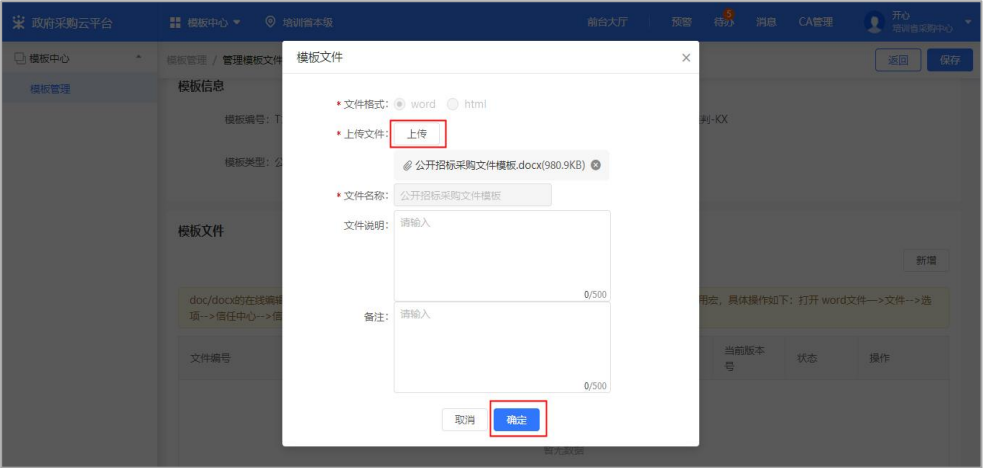 政府采购云平台
模板中心
培训省本级
前台大厅
预警
待办
5
消息
CA管理
开心
培训省采购中心
模板中心
模板管理
模板管理 / 管理模板文件
返回
保存
模板信息
模板编号：T
判-KX
模板类型：公
模板文件
新增
doc/docx的在线编辑
用宏，具体操作如下：打开 word文件-->文件-->选
项-->信任中心-->信
文件编号
当前版本
号
状态
操作
暂无数据
模板文件
* 文件格式： word html
* 上传文件： 上传
公开招标采购文件模板.docx(980.9KB)
* 文件名称： 公开招标采购文件模板
文件说明： 请输入
0/500
备注： 请输入
0/500
取消
确定